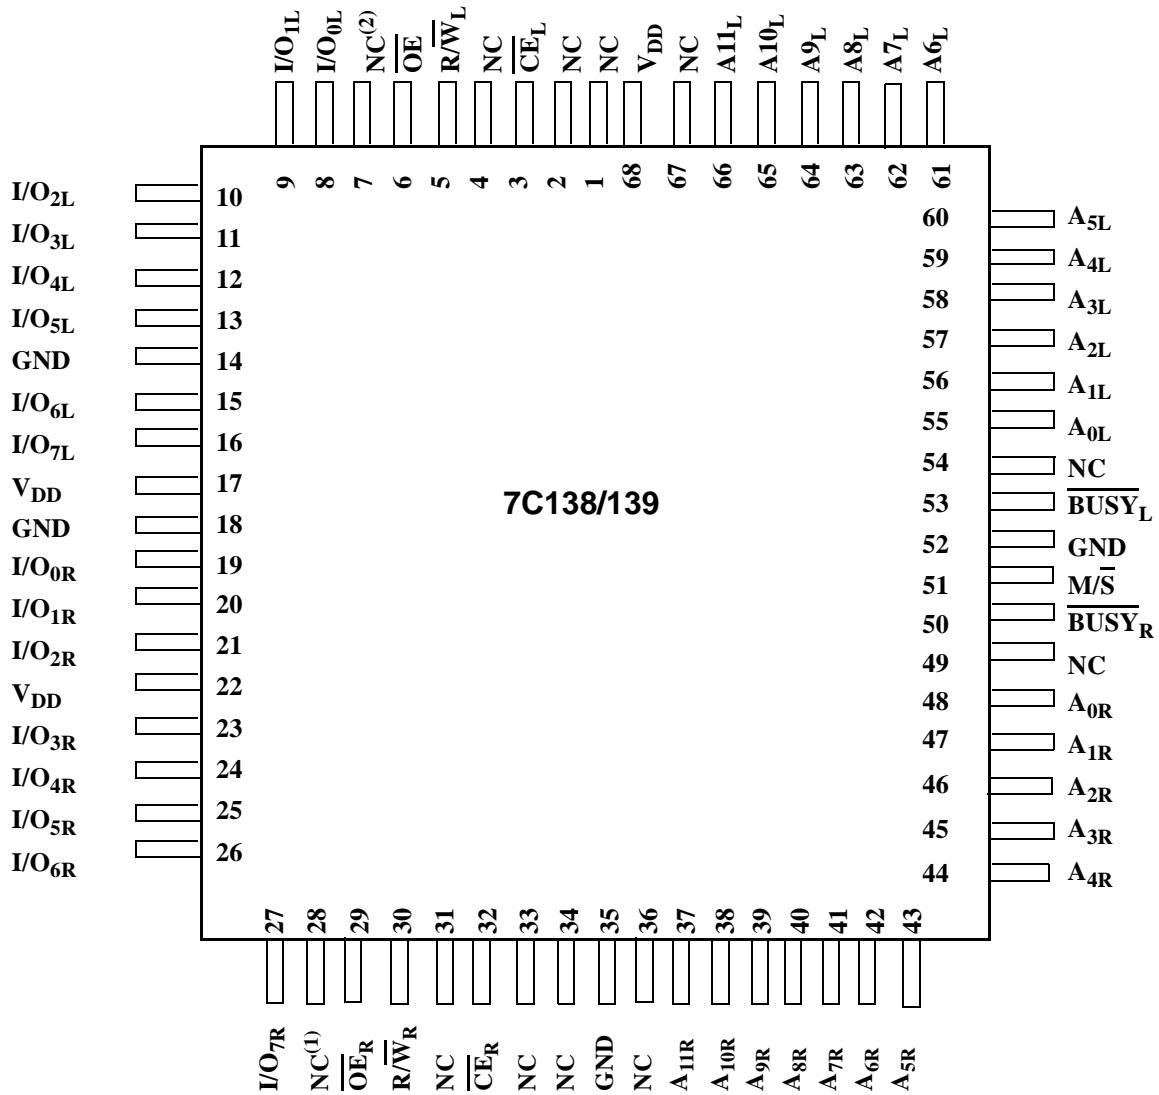 I/O1L I/O0L NC(2) OE R/WL NC CEL NC NC VDD NC A11L A10L A9L A8L A7L A6L
9 8 7 6 5 4 3 2 1 68 67 66 65 64 63 62 61
I/O2L 10
I/O3L 11
I/O4L 12
I/O5L 13
GND 14
I/O6L 15
I/O7L 16
VDD 17
GND 18
I/O0R 19
I/O1R 20
I/O2R 21
VDD 22
I/O3R 23
I/O4R 24
I/O5R 25
I/O6R 26
7C138/139
60 A5L
59 A4L
58 A3L
57 A2L
56 A1L
55 A0L
54 NC
53 BUSYL
52 GND
51 M/S
50 BUSYR
49 NC
48 A0R
47 A1R
46 A2R
45 A3R
44 A4R
27 28 29 30 31 32 33 34 35 36 37 38 39 40 41 42 43
I/O7R NC(1) OER R/WR NC CER NC NC GND NC A11R A10R A9R A8R A7R A6R A5R